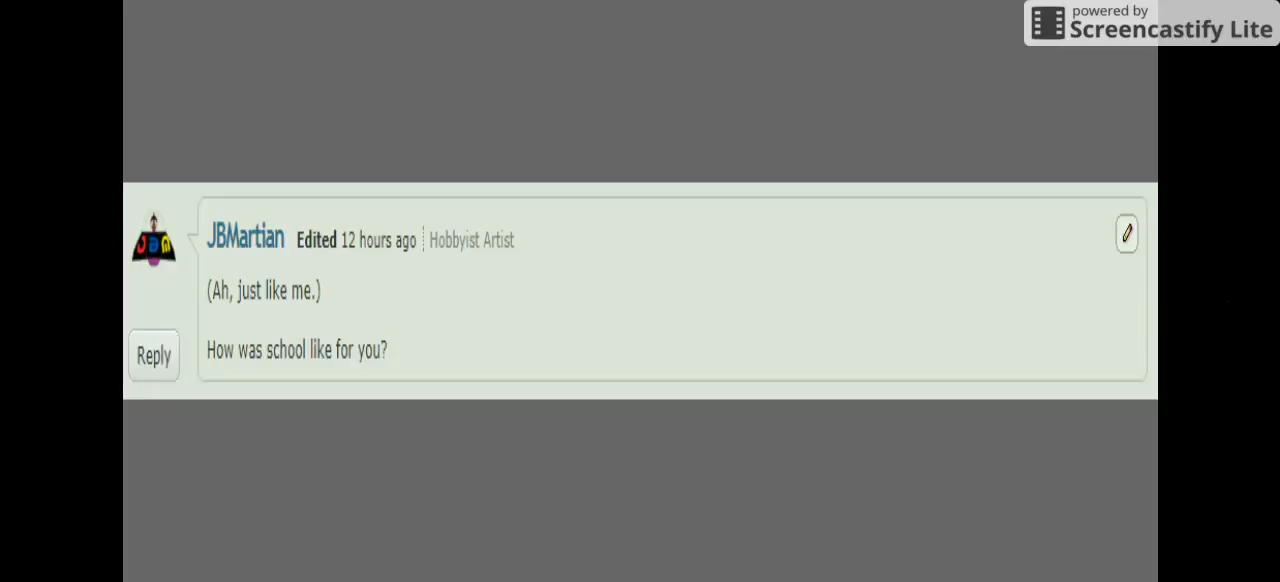 powered by
Screencastify Lite
JBMartian Edited 12 hours ago Hobbyist Artist
(Ah, just like me.)
Reply
How was school like for you?
JBM